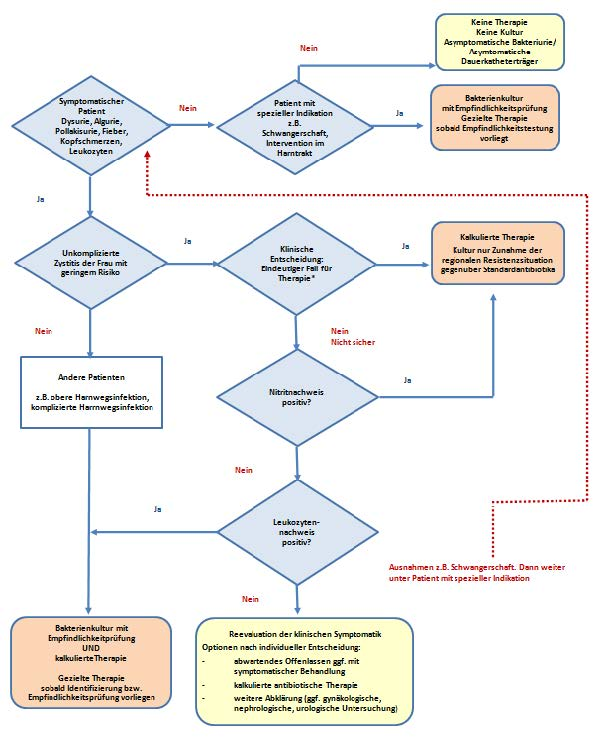 Keine Therapie
Keine Kultur
Asymptomatische Bakteriurie/
Asymptomatische
Dauerkatheterträger
Nein
Symptomatischer
Patient
Dysurie, Algurie,
Pollakisurie, Fieber,
Kopfschmerzen,
Leukozyten
Nein
Patient mit
spezieller Indikation
z.B.
Schwangerschaft,
Intervention im
Harntrakt
Ja
Bakterienkultur
mit Empfindlichkeitsprüfung
Gezielte Therapie
sobald Empfindlichkeitstestung
vorliegt
Ja
Unkomplizierte
Zystitis der Frau mit
geringem Risiko
Ja
Klinische
Entscheidung:
Eindeutiger Fall für
Therapie*
Ja
Kalkulierte Therapie
Kultur nur Zunahme der
regionalen Resistenzsituation
gegenüber Standardantibiotika
Nein
Nein
Nicht sicher
Andere Patienten
z.B. obere Harnwegsinfektion,
komplizierte Harrnwegsinfektion
Nitritnachweis
positiv?
Ja
Nein
Ja
Leukozyten-
nachweis
positiv?
Ausnahmen z.B. Schwangerschaft. Dann weiter
unter Patient mit spezieller Indikation
Nein
Bakterienkultur mit
Empfindlichkeitprüfung
UND
kalkulierte Therapie
Gezielte Therapie
sobald Identifizierung bzw.
Empfindlichkeitsprüfung vorliegen
Reevaluation der klinischen Symptomatik
Optionen nach individueller Entscheidung:
- abwartendes Offenlassen ggf. mit
symptomatischer Behandlung
- kalkulierte antibiotische Therapie
- weitere Abklärung (ggf. gynäkologische,
nephrologische, urologische Untersuchung)